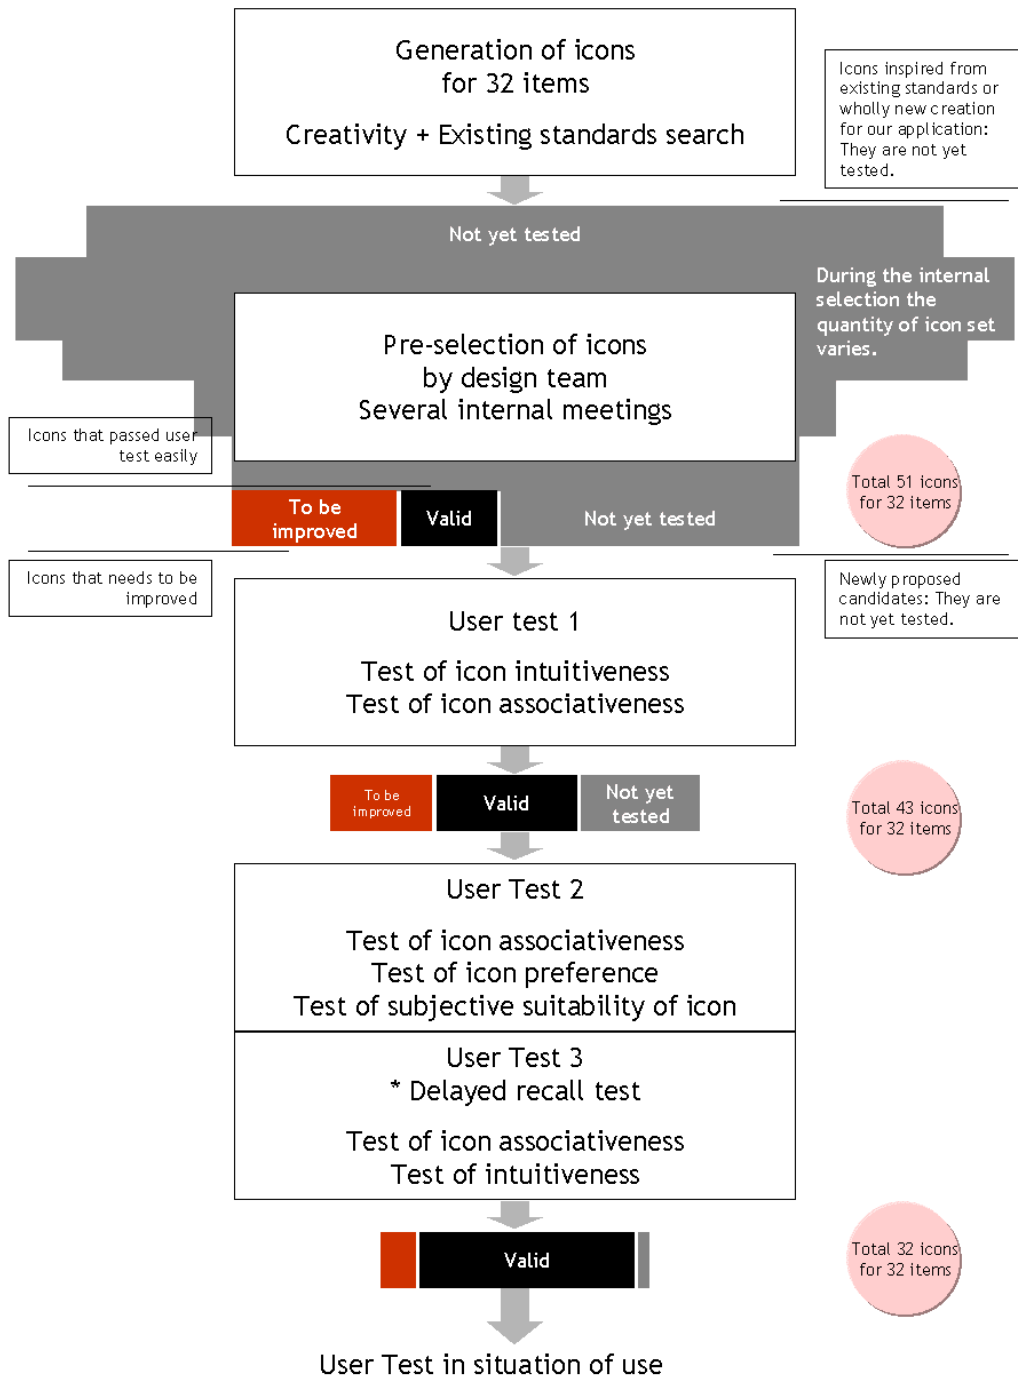 Generation of icons
for 32 items
Creativity + Existing standards search
Icons inspired from
existing standards or
wholly new creation
for our application:
They are not yet
tested.
Not yet tested
During the internal
selection the
quantity of icon set
varies.
Pre-selection of icons
by design team
Several internal meetings
Icons that passed user
test easily
Total 51 icons
for 32 items
To be
improved
Valid
Not yet tested
Icons that needs to be
improved
Newly proposed
candidates: They are
not yet tested.
User test 1
Test of icon intuitiveness
Test of icon associativeness
To be
improved
Valid
Not yet
tested
Total 43 icons
for 32 items
User Test 2
Test of icon associativeness
Test of icon preference
Test of subjective suitability of icon
User Test 3
* Delayed recall test
Test of icon associativeness
Test of intuitiveness
Valid
Total 32 icons
for 32 items
User Test in situation of use